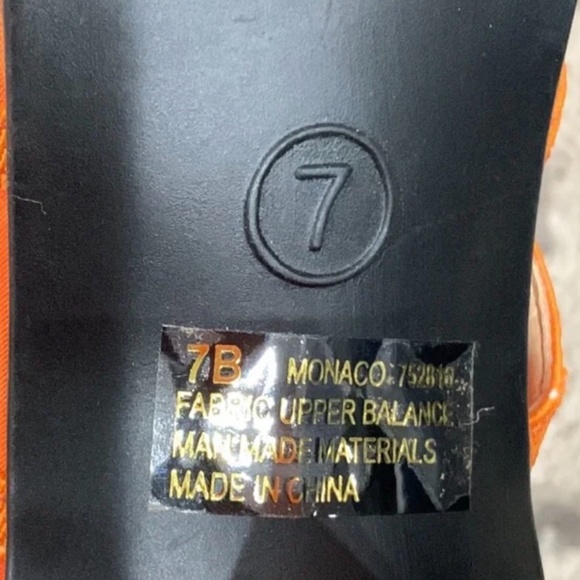 7
7B MONACO
FABRIC UPPER BALANCE
MAN MADE MATERIALS
MADE IN CHINA